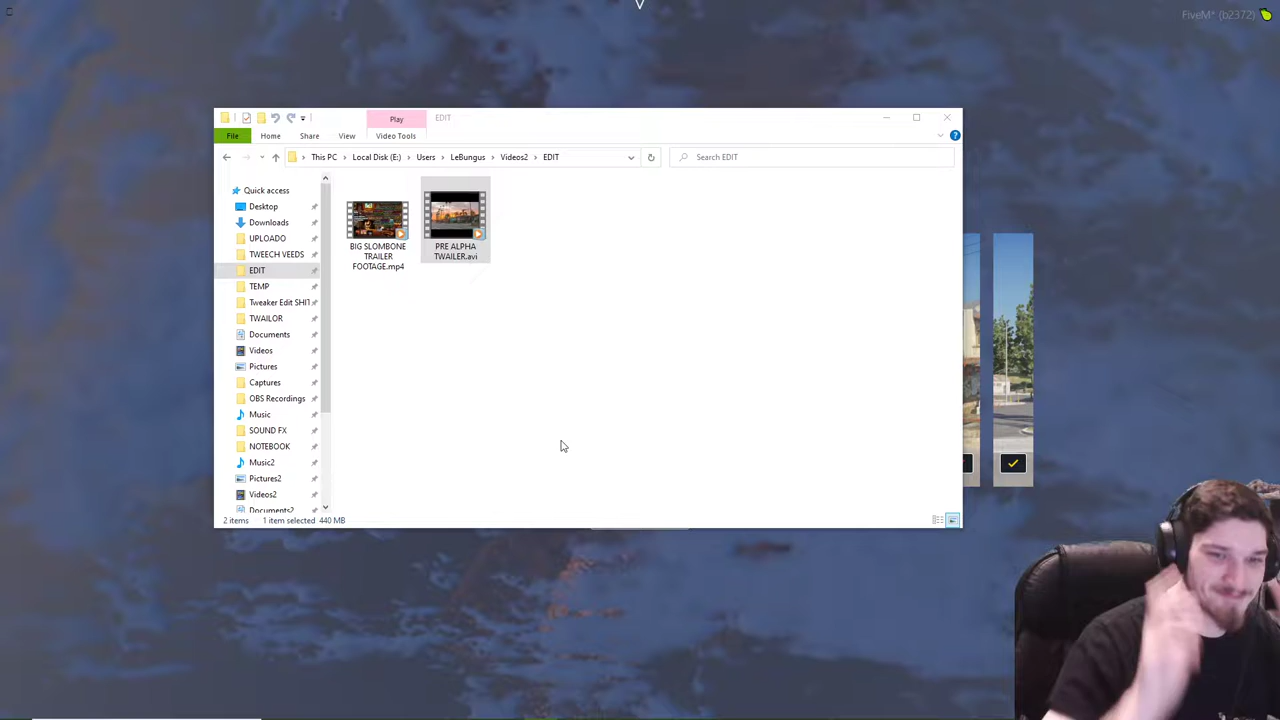 FiveM* (b2372)
Play
EDIT
File
Home
Share
View
Video Tools
This PC
Local Disk (E:)
Users
LeBungus
Videos2
EDIT
Search EDIT
Quick access
Desktop
Downloads
UPLOADO
TWEECH VEEDS
EDIT
TEMP
Tweaker Edit SHIT
TWAILOR
Documents
Videos
Pictures
Captures
OBS Recordings
Music
SOUND FX
NOTEBOOK
Music2
Pictures2
Videos2
Documents2
BIG SLOMBONE
TRAILER
FOOTAGE.mp4
PRE ALPHA
TWAILER.avi
2 items
1 item selected
440 MB